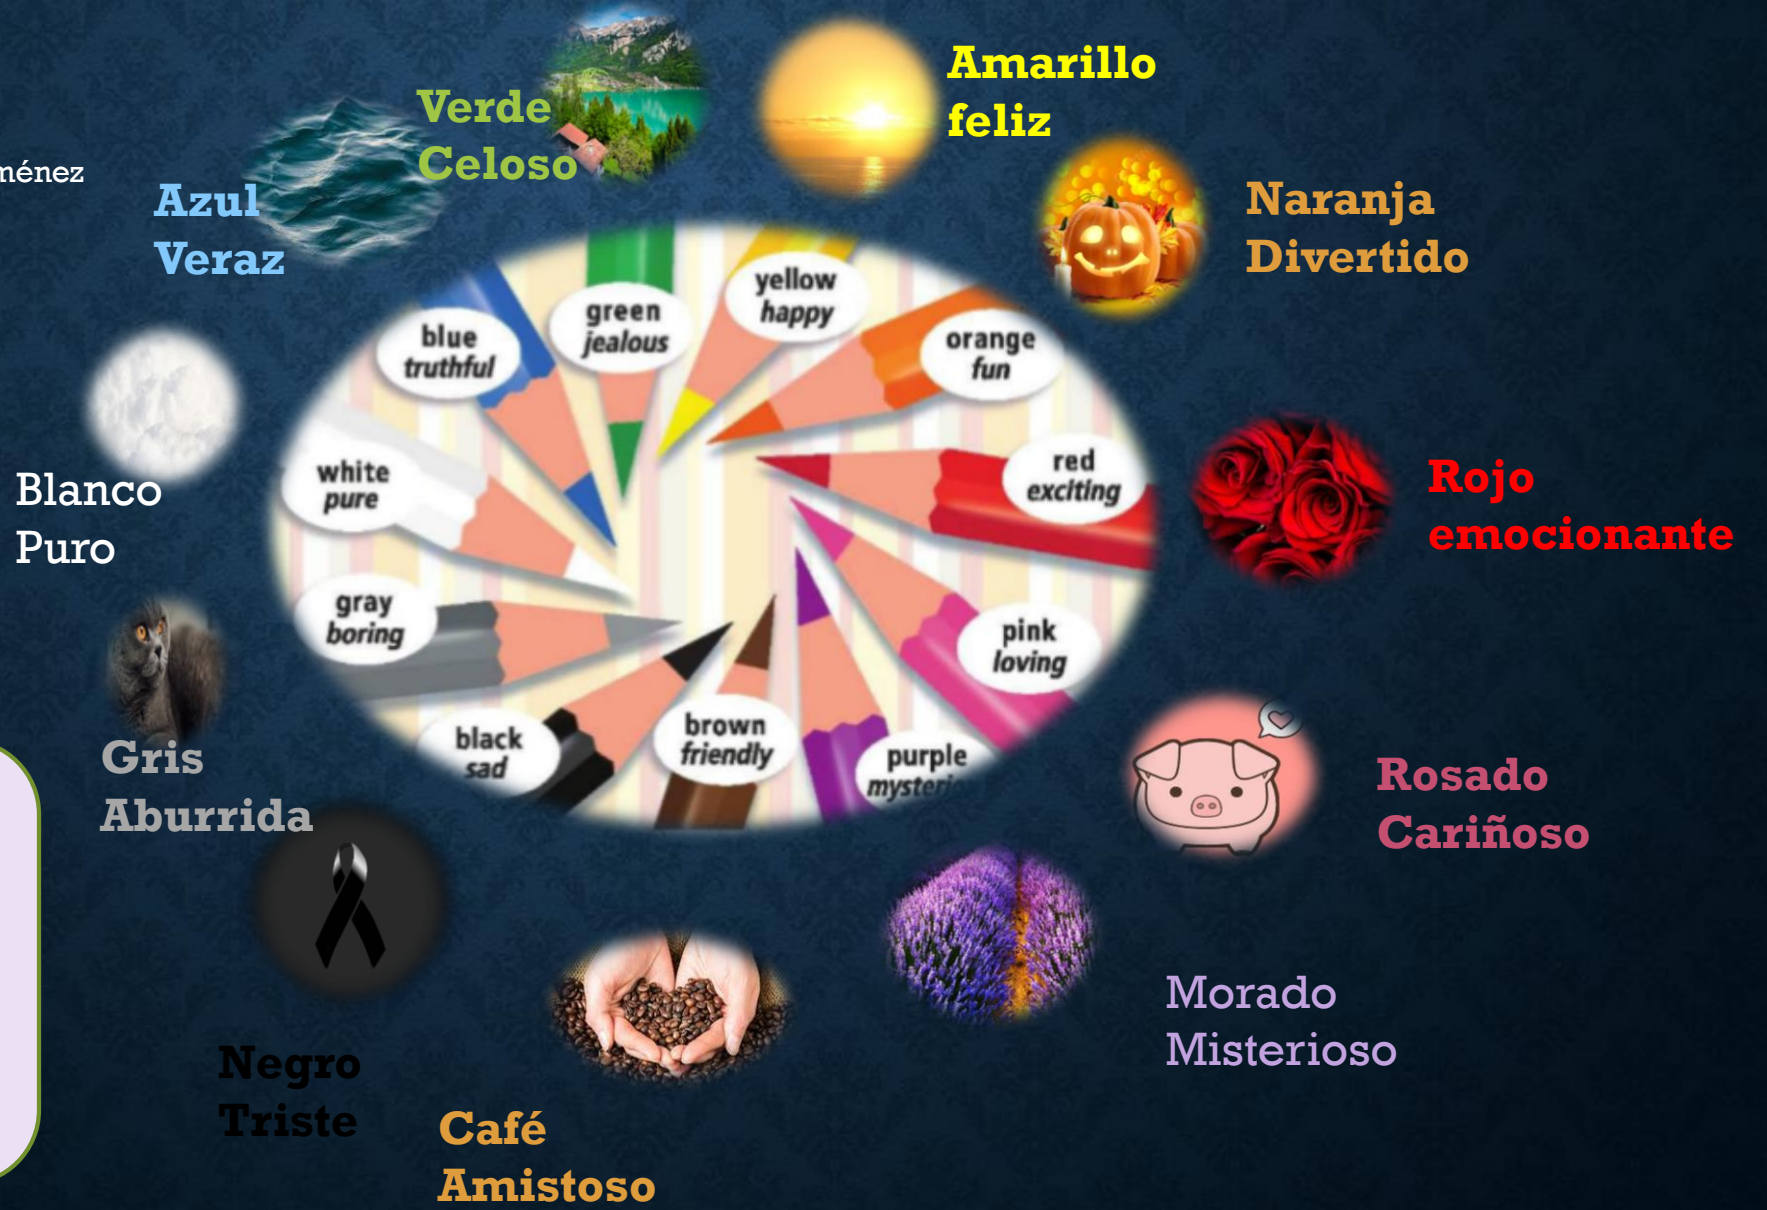 Amarillo
feliz
Verde
Celoso
Azul
Veraz
Naranja
Divertido
yellow
happy
green
jealous
blue
truthful
orange
fun
white
pure
red
exciting
Blanco
Puro
Rojo
emocionante
gray
boring
pink
loving
black
sad
brown
friendly
purple
Gris
Aburrida
Rosado
Cariñoso
Morado
Misterioso
Negro
Triste
Café
Amistoso